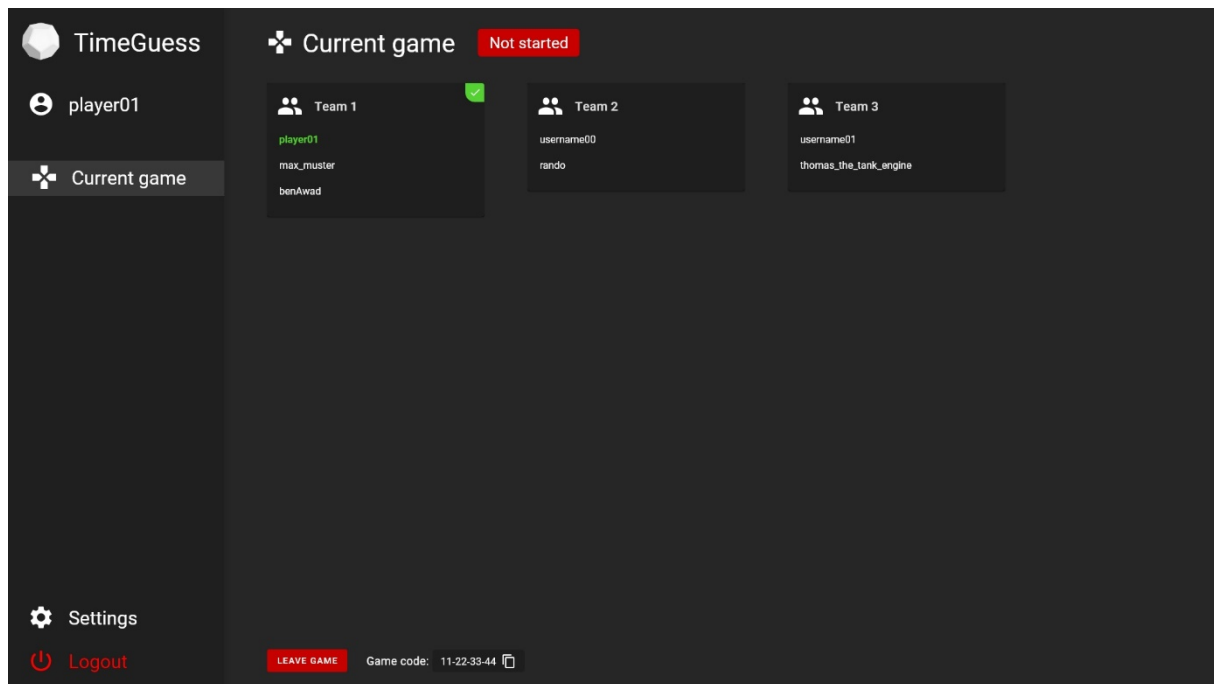 TimeGuess
player01
Current game
Settings
Logout
Current game Not started
Team 1
player01
max_muster
benAwad
Team 2
username00
rando
Team 3
username01
thomas_the_tank_engine
LEAVE GAME Game code: 11-22-33-44